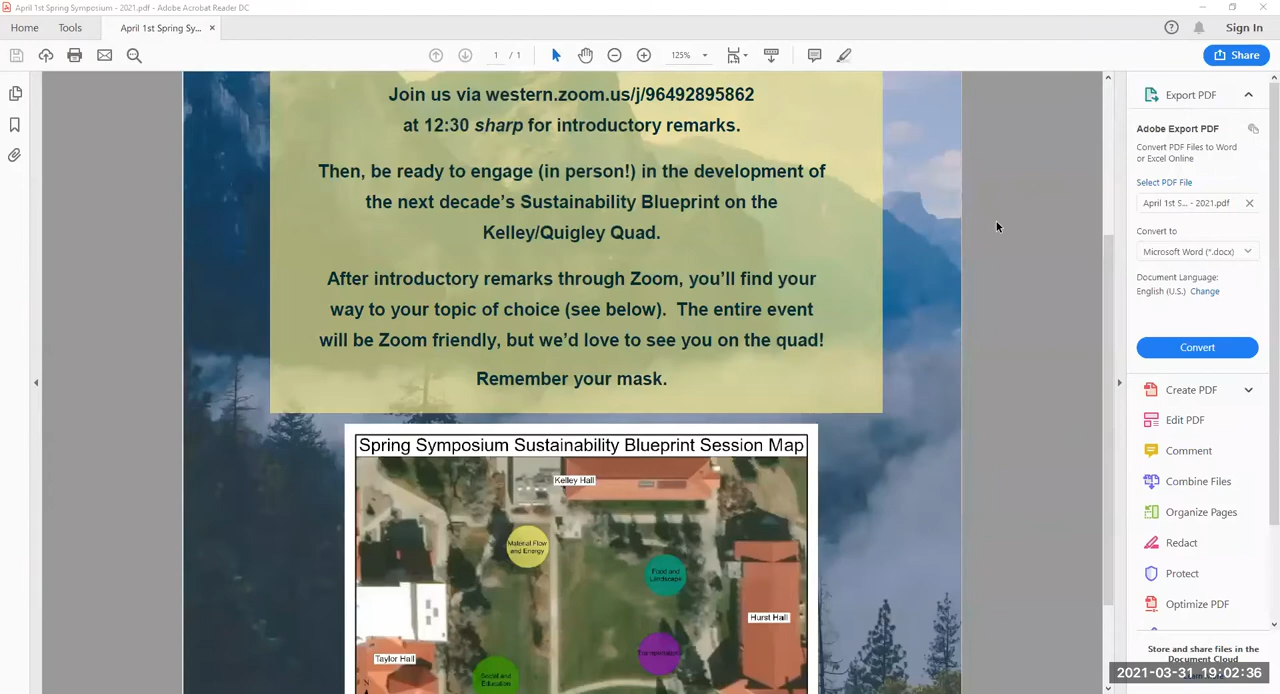 April 1st Spring Symposium - 2021.pdf - Adobe Acrobat Reader DC
Home
Tools
April 1st Spring Sy...
Sign In
1 / 1
125%
Share
Join us via western.zoom.us/j/96492895862
at 12:30 sharp for introductory remarks.
Then, be ready to engage (in person!) in the development of
the next decade's Sustainability Blueprint on the
Kelley/Quigley Quad.
After introductory remarks through Zoom, you'll find your
way to your topic of choice (see below).  The entire event
will be Zoom friendly, but we'd love to see you on the quad!
Remember your mask.
Spring Symposium Sustainability Blueprint Session Map
Kelley Hall
Material Flow
and Energy
Food and
Landscape
Hurst Hall
Transportation
Taylor Hall
Social and
Education
N
Export PDF
Adobe Export PDF
Convert PDF Files to Word
or Excel Online
Select PDF File
April 1st S... - 2021.pdf
Convert to
Microsoft Word (*.docx)
Document Language:
English (U.S.) Change
Convert
Create PDF
Edit PDF
Comment
Combine Files
Organize Pages
Redact
Protect
Optimize PDF
Store and share files in the
Document Cloud
2021-03-31 19:02:36